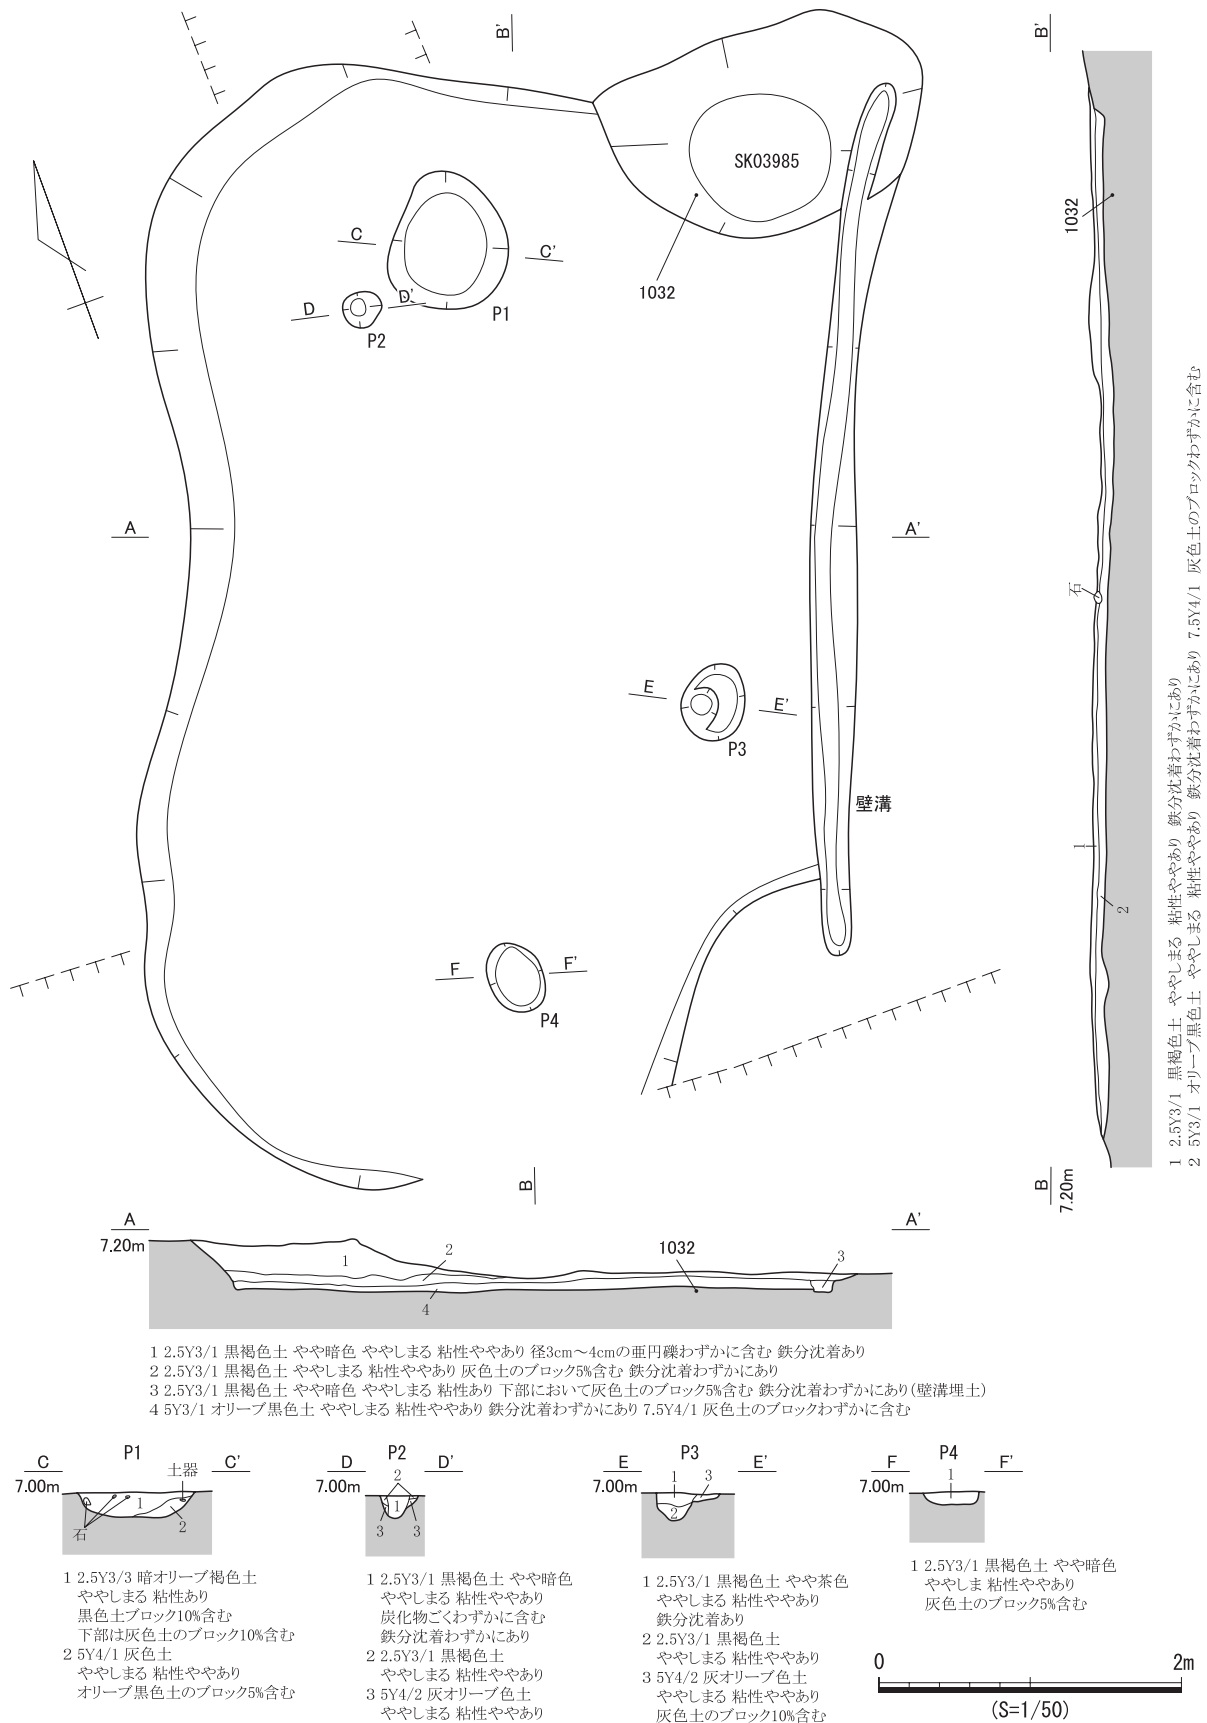 B'
B'
SK03985
1032
C
C'
D
D'
P1
P2
1032
A
A'
石
E
E'
P3
壁溝
1
2
F
F'
P4
B
B
7.20m
1 2.5Y3/1 黒褐色土 ややしまる 粘性ややあり 鉄分沈着わずかにあり
2 5Y3/1 オリーブ黒色土 ややしまる 粘性ややあり 鉄分沈着わずかにあり 7.5Y4/1 灰色土のブロックわずかに含む
A
A'
7.20m
1
2
1032
3
4
1 2.5Y3/1 黒褐色土 やや暗色 ややしまる 粘性ややあり 径3cm～4cmの亜円礫わずかに含む 鉄分沈着あり
2 2.5Y3/1 黒褐色土 ややしまる 粘性ややあり 灰色土のブロック5%含む 鉄分沈着わずかにあり
3 2.5Y3/1 黒褐色土 やや暗色 ややしまる 粘性あり 下部において灰色土のブロック5%含む 鉄分沈着わずかにあり(壁溝埋土)
4 5Y3/1 オリーブ黒色土 ややしまる 粘性ややあり 鉄分沈着わずかにあり 7.5Y4/1 灰色土のブロックわずかに含む
C P1 C'
7.00m
土器
1
石
2
1 2.5Y3/3 暗オリーブ褐色土
ややしまる 粘性あり
黒色土ブロック10%含む
下部は灰色土のブロック10%含む
2 5Y4/1 灰色土
ややしまる 粘性ややあり
オリーブ黒色土のブロック5%含む
D P2 D'
7.00m
2
1
3 3
1 2.5Y3/1 黒褐色土 やや暗色
ややしまる 粘性ややあり
炭化物ごくわずかに含む
鉄分沈着わずかにあり
2 2.5Y3/1 黒褐色土
ややしまる 粘性ややあり
3 5Y4/2 灰オリーブ色土
ややしまる 粘性ややあり
E P3 E'
7.00m
1 3
2
1 2.5Y3/1 黒褐色土 やや茶色
ややしまる 粘性ややあり
鉄分沈着あり
2 2.5Y3/1 黒褐色土
ややしまる 粘性ややあり
3 5Y4/2 灰オリーブ色土
ややしまる 粘性ややあり
灰色土のブロック10%含む
F P4 F'
7.00m
1
1 2.5Y3/1 黒褐色土 やや暗色
ややしま 粘性ややあり
灰色土のブロック5%含む
0 2m
(S=1/50)